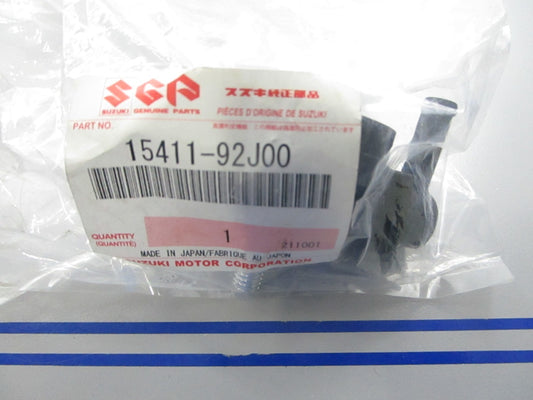 SGP スズキ純正部品
SUZUKI GENUINE PARTS PIÈCES D'ORIGINE DE SUZUKI
PART NO.
15411-92J00
QUANTITY 1
(QUANTITÉ) 211001
MADE IN JAPAN/FABRIQUE AU JAPON
SUZUKI MOTOR CORPORATION